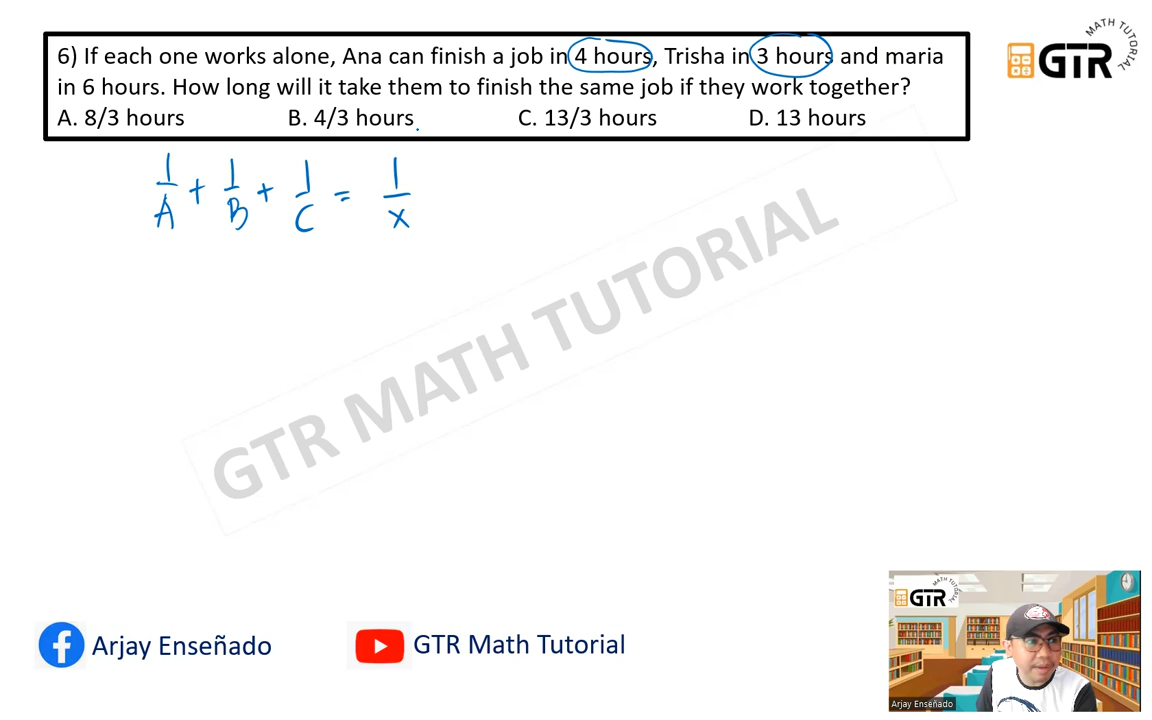 6) If each one works alone, Ana can finish a job in 4 hours, Trisha in 3 hours and maria
in 6 hours. How long will it take them to finish the same job if they work together?
A. 8/3 hours B. 4/3 hours C. 13/3 hours D. 13 hours
MATH TUTORIAL
GTR
1/A + 1/B + 1/C = 1/x
GTR MATH TUTORIAL
MATH TUTORIAL
GTR
Arjay Enseñado
GTR Math Tutorial
Arjay Enseñado